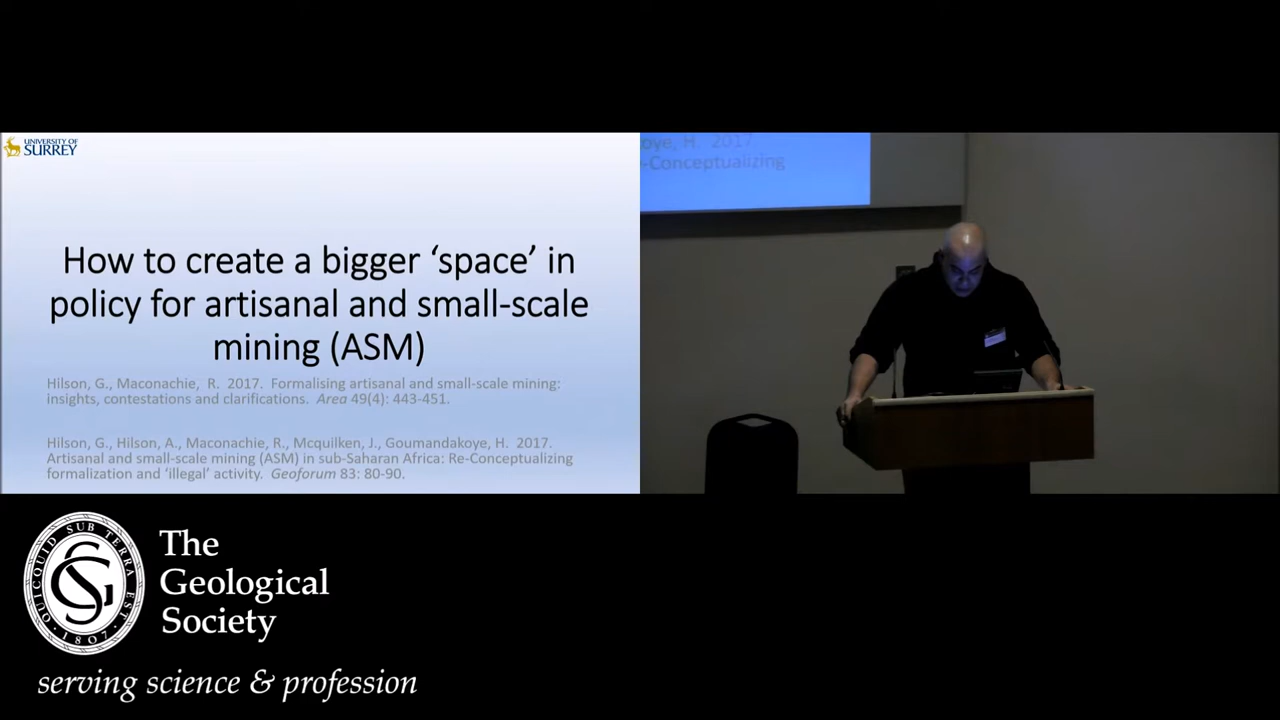 UNIVERSITY OF
SURREY
How to create a bigger ‘space’ in
policy for artisanal and small-scale
mining (ASM)
Hilson, G., Maconachie, R. 2017. Formalising artisanal and small-scale mining:
insights, contestations and clarifications. Area 49(4): 443-451.
Hilson, G., Hilson, A., Maconachie, R., Mcquilken, J., Goumandakoye, H. 2017.
Artisanal and small-scale mining (ASM) in sub-Saharan Africa: Re-Conceptualizing
formalization and ‘illegal’ activity. Geoforum 83: 80-90.
oye, H. 2017
-Conceptualizing
QUICQUID SUB TERRA EST
1807
The
Geological
Society
serving science & profession